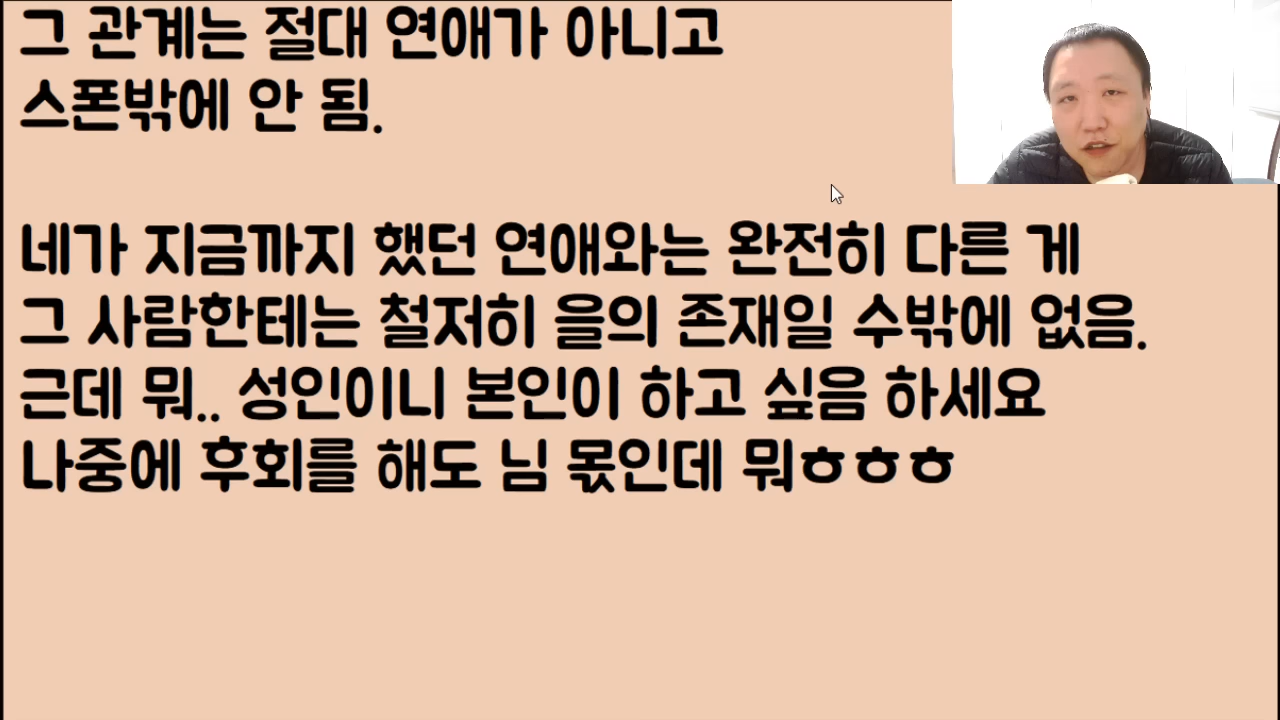 그 관계는 절대 연애가 아니고
스폰밖에 안 됨.
네가 지금까지 했던 연애와는 완전히 다른 게
그 사람한테는 철저히 을의 존재일 수밖에 없음.
근데 뭐.. 성인이니 본인이 하고 싶음 하세요
나중에 후회를 해도 님 몫인데 뭐ㅎㅎㅎ